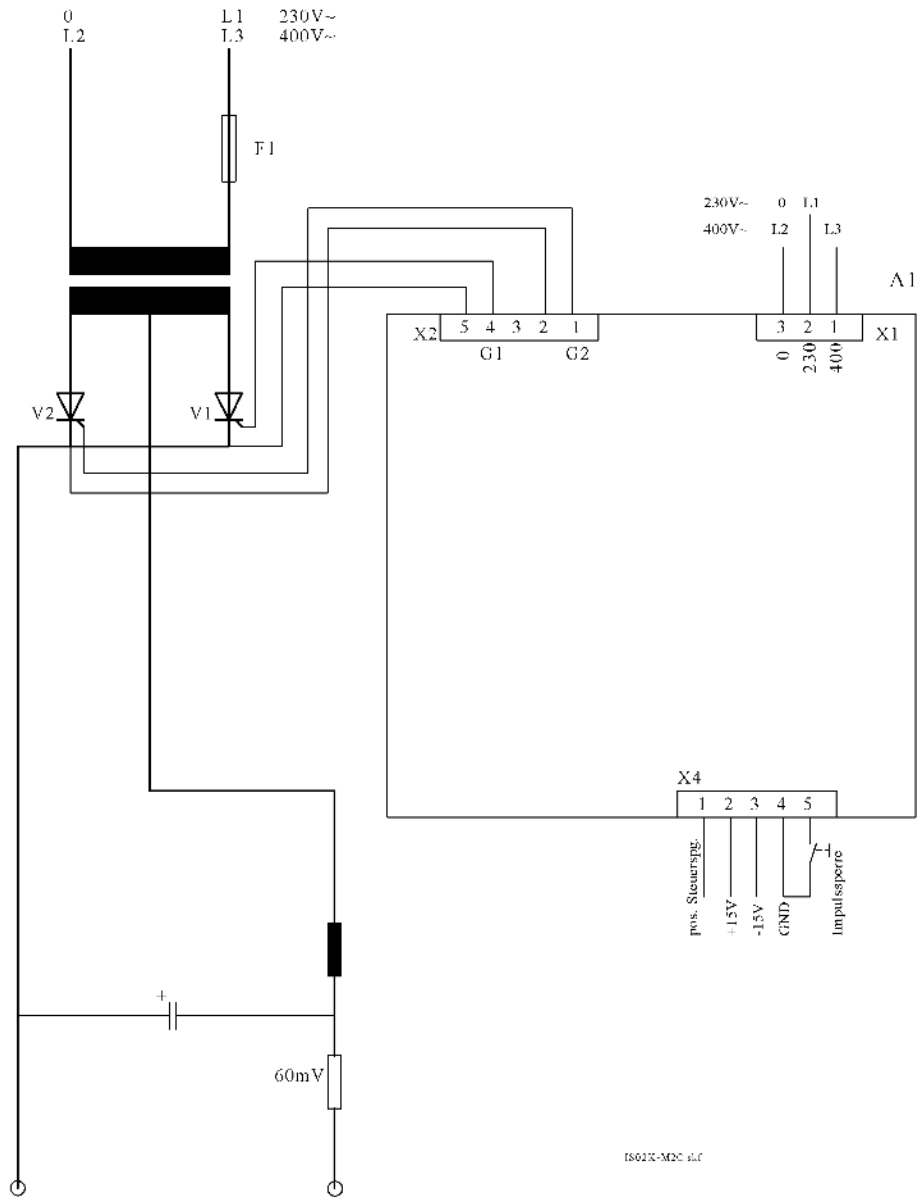 0 L1 230V~
L2 L3 400V~
F1
230V~ 0 L1
400V~ L2 L3
A1
X2 5 4 3 2 1
G1 G2
3 2 1 X1
0 230 400
V2 V1
X4
1 2 3 4 5
pos. Steuerspg.
+15V
-15V
GND
Impulssperre
+
60mV